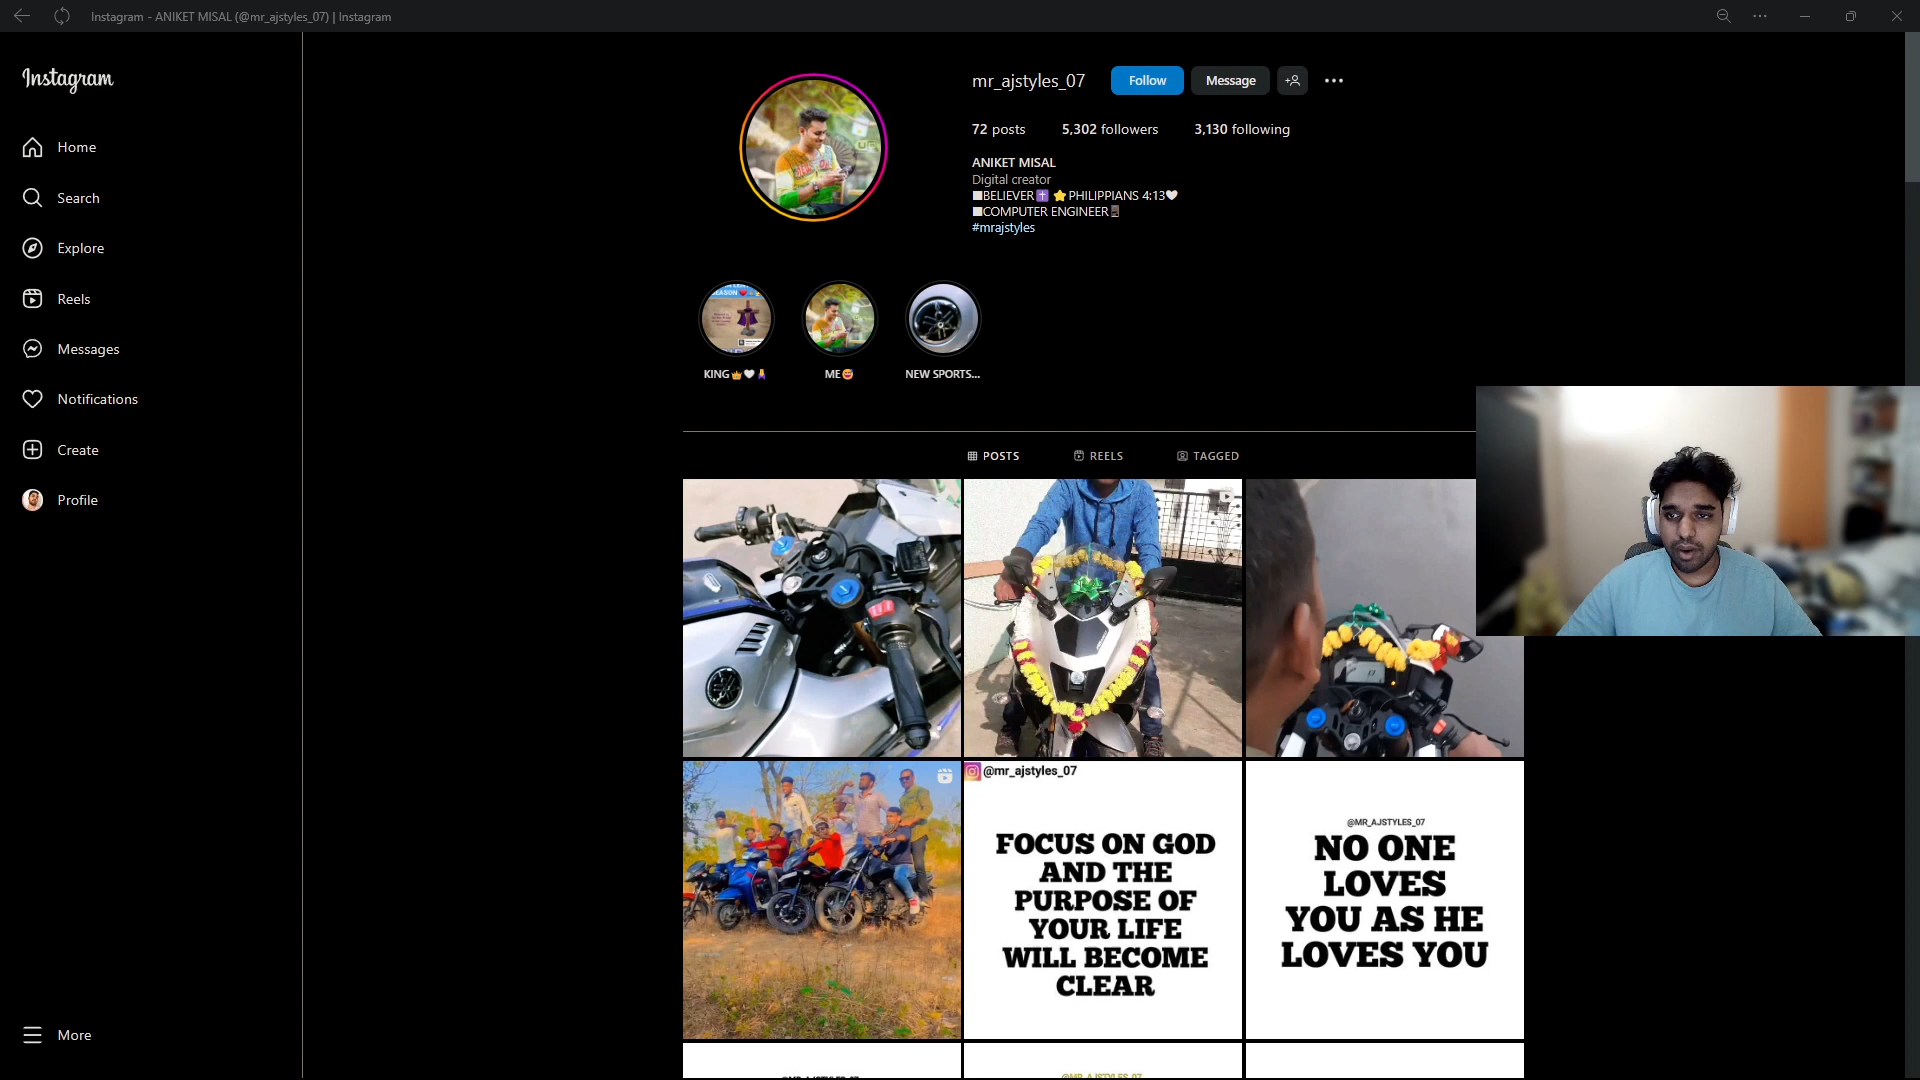 Instagram - ANIKET MISAL (@mr_ajstyles_07) | Instagram
Instagram
Home
Search
Explore
Reels
Messages
Notifications
Create
Profile
More
mr_ajstyles_07
Follow
Message
72 posts
5,302 followers
3,130 following
ANIKET MISAL
Digital creator
BELIEVER✝️ ⭐PHILIPPIANS 4:13🤍
COMPUTER ENGINEER
#mrajstyles
KING👑🤍
ME😅
NEW SPORTS...
POSTS
REELS
TAGGED
@mr_ajstyles_07
FOCUS ON GOD
AND THE
PURPOSE OF
YOUR LIFE
WILL BECOME
CLEAR
@MR_AJSTYLES_07
NO ONE
LOVES
YOU AS HE
LOVES YOU